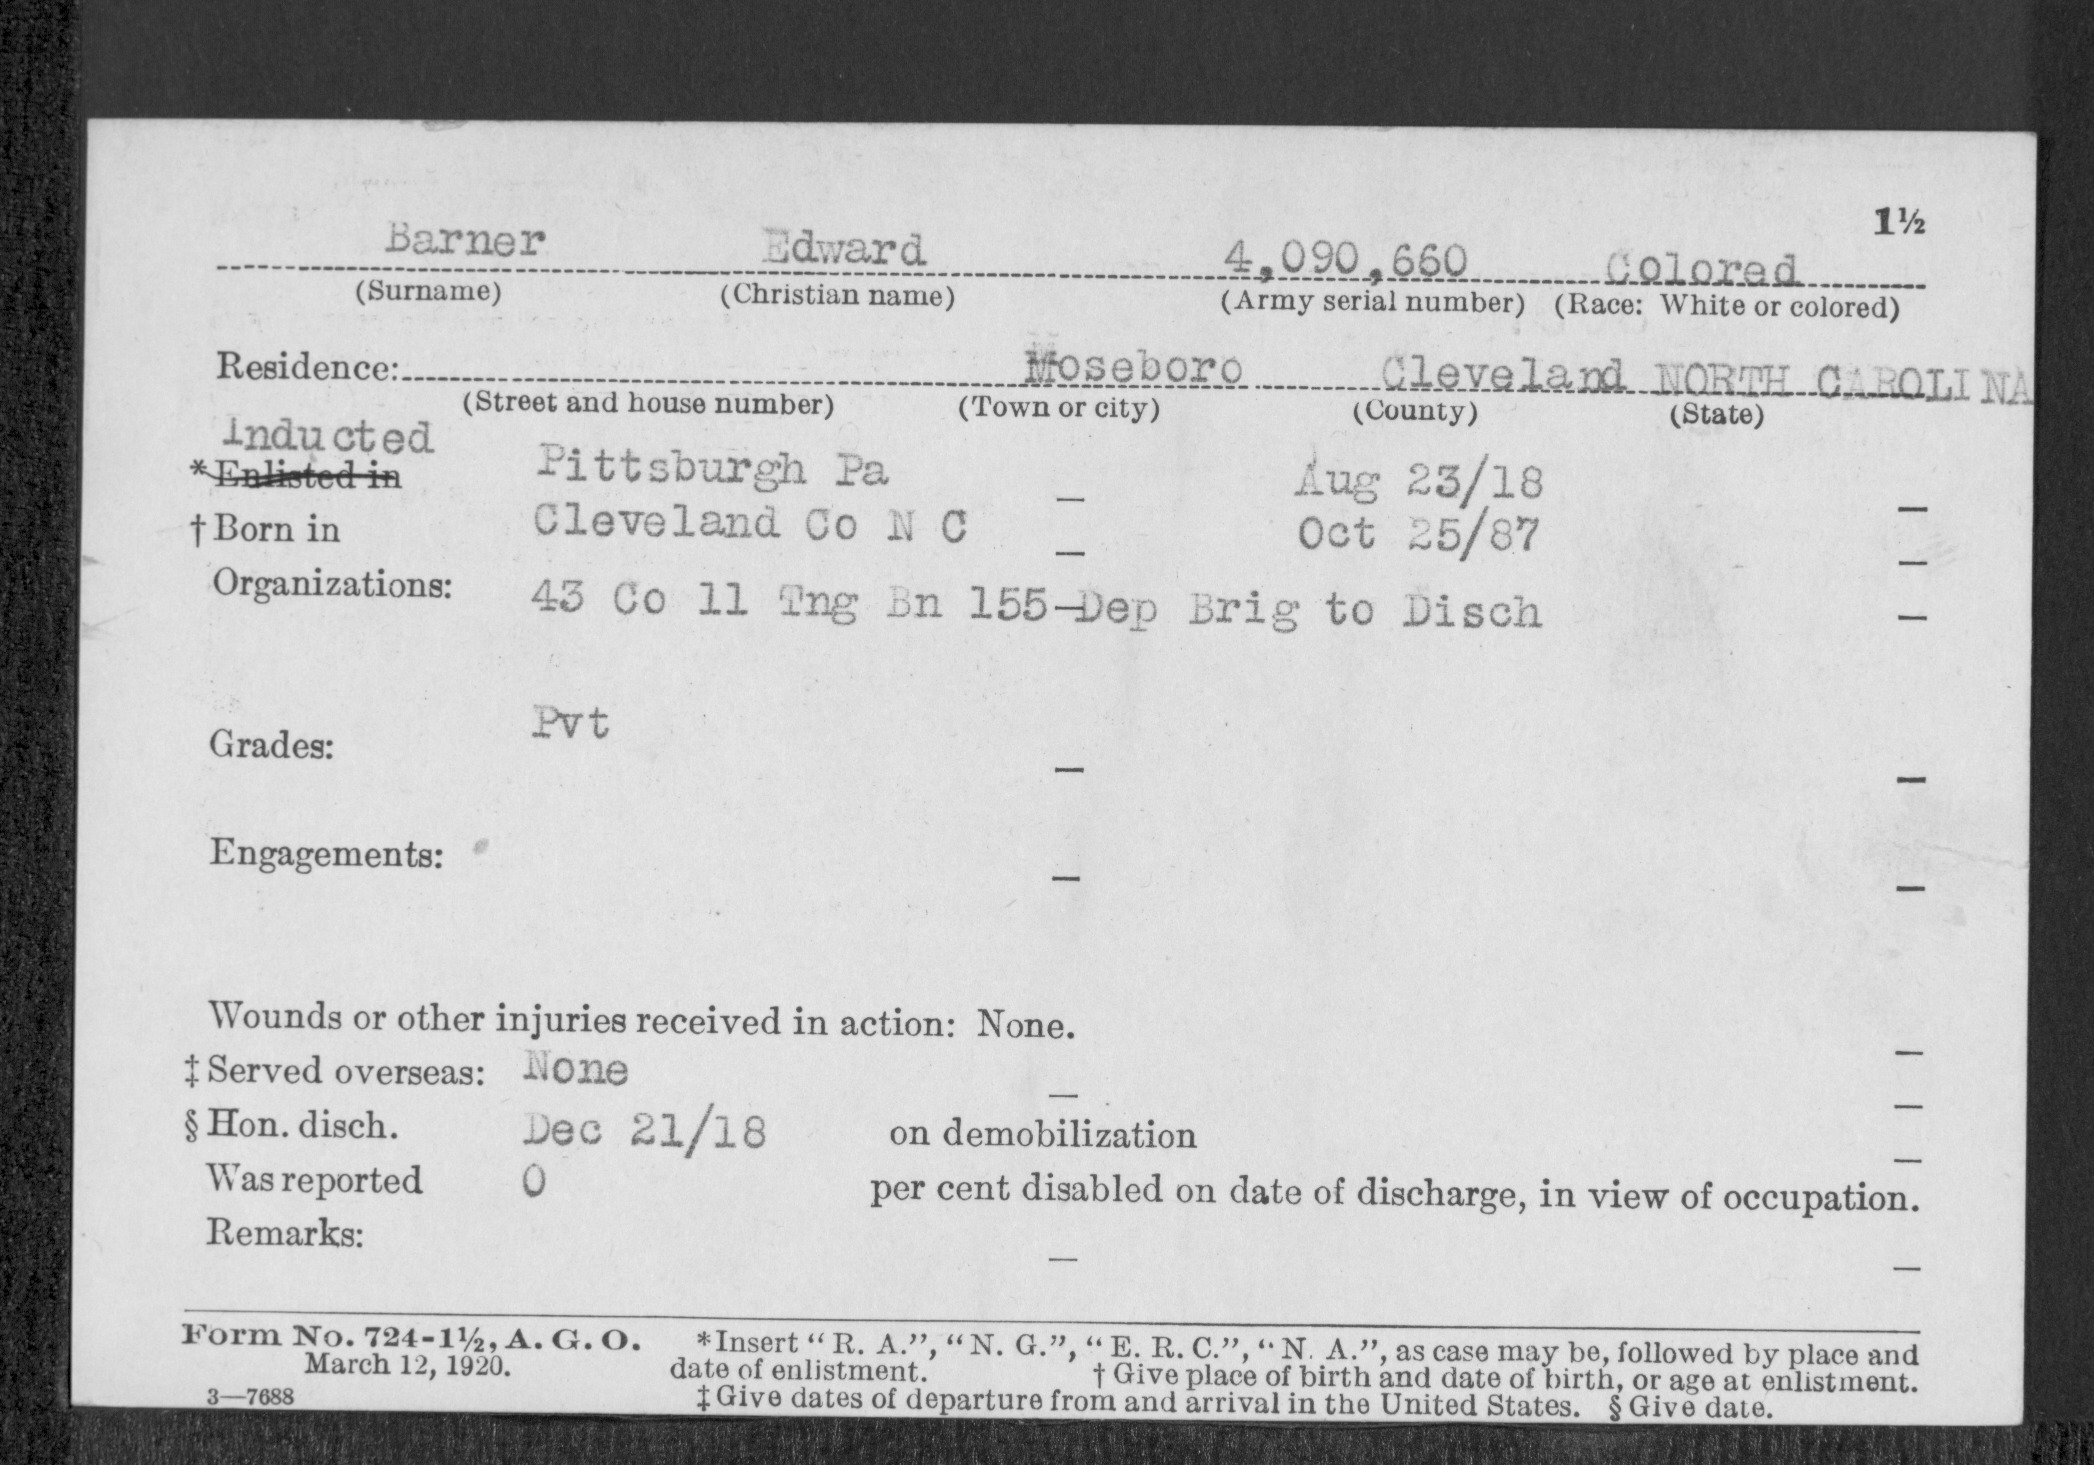 1½
Barner Edward 4,090,660 Colored
(Surname) (Christian name) (Army serial number) (Race: White or colored)
Residence: Moseboro Cleveland NORTH CAROLINA
(Street and house number) (Town or city) (County) (State)
Inducted
*Enlisted in Pittsburgh Pa — Aug 23/18 —
†Born in Cleveland Co N C — Oct 25/87 —
Organizations: 43 Co 11 Tng Bn 155—Dep Brig to Disch —
Grades: Pvt — —
Engagements: — —
Wounds or other injuries received in action: None. —
‡Served overseas: None — —
§Hon. disch. Dec 21/18 on demobilization —
Was reported 0 per cent disabled on date of discharge, in view of occupation.
Remarks: — —
Form No. 724-1½, A. G. O. *Insert “R. A.”, “N. G.”, “E. R. C.”, “N. A.”, as case may be, followed by place and
March 12, 1920. date of enlistment. †Give place of birth and date of birth, or age at enlistment.
3—7688 ‡Give dates of departure from and arrival in the United States. §Give date.